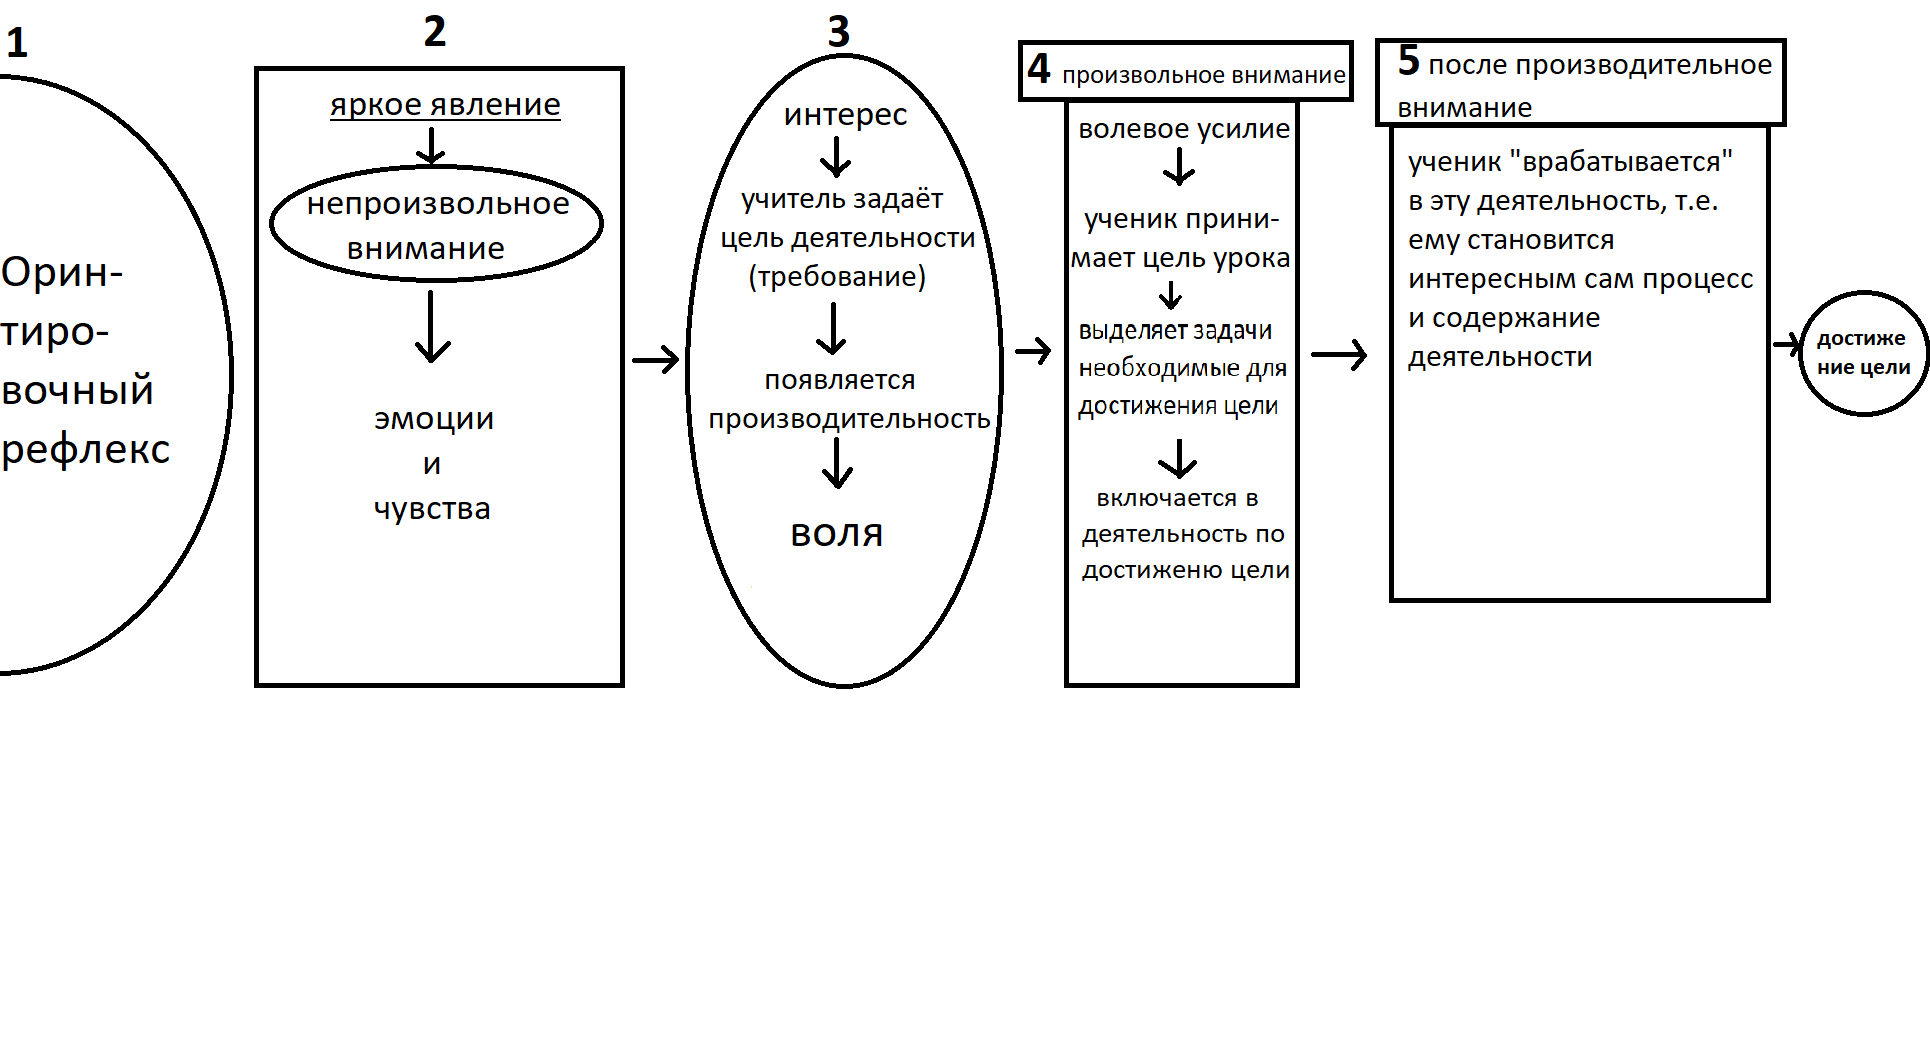 1
Орин-
тиро-
вочный
рефлекс
2
яркое явление
непроизвольное
внимание
эмоции
и
чувства
3
интерес
учитель задаёт
цель деятельности
(требование)
появляется
производительность
воля
4 произвольное внимание
волевое усилие
ученик прини-
мает цель урока
выделяет задачи
необходимые для
достижения цели
включается в
деятельность по
достиженю цели
5 после производительное
внимание
ученик "врабатывается"
в эту деятельность, т.е.
ему становится
интересным сам процесс
и содержание
деятельности
достиже
ние цели